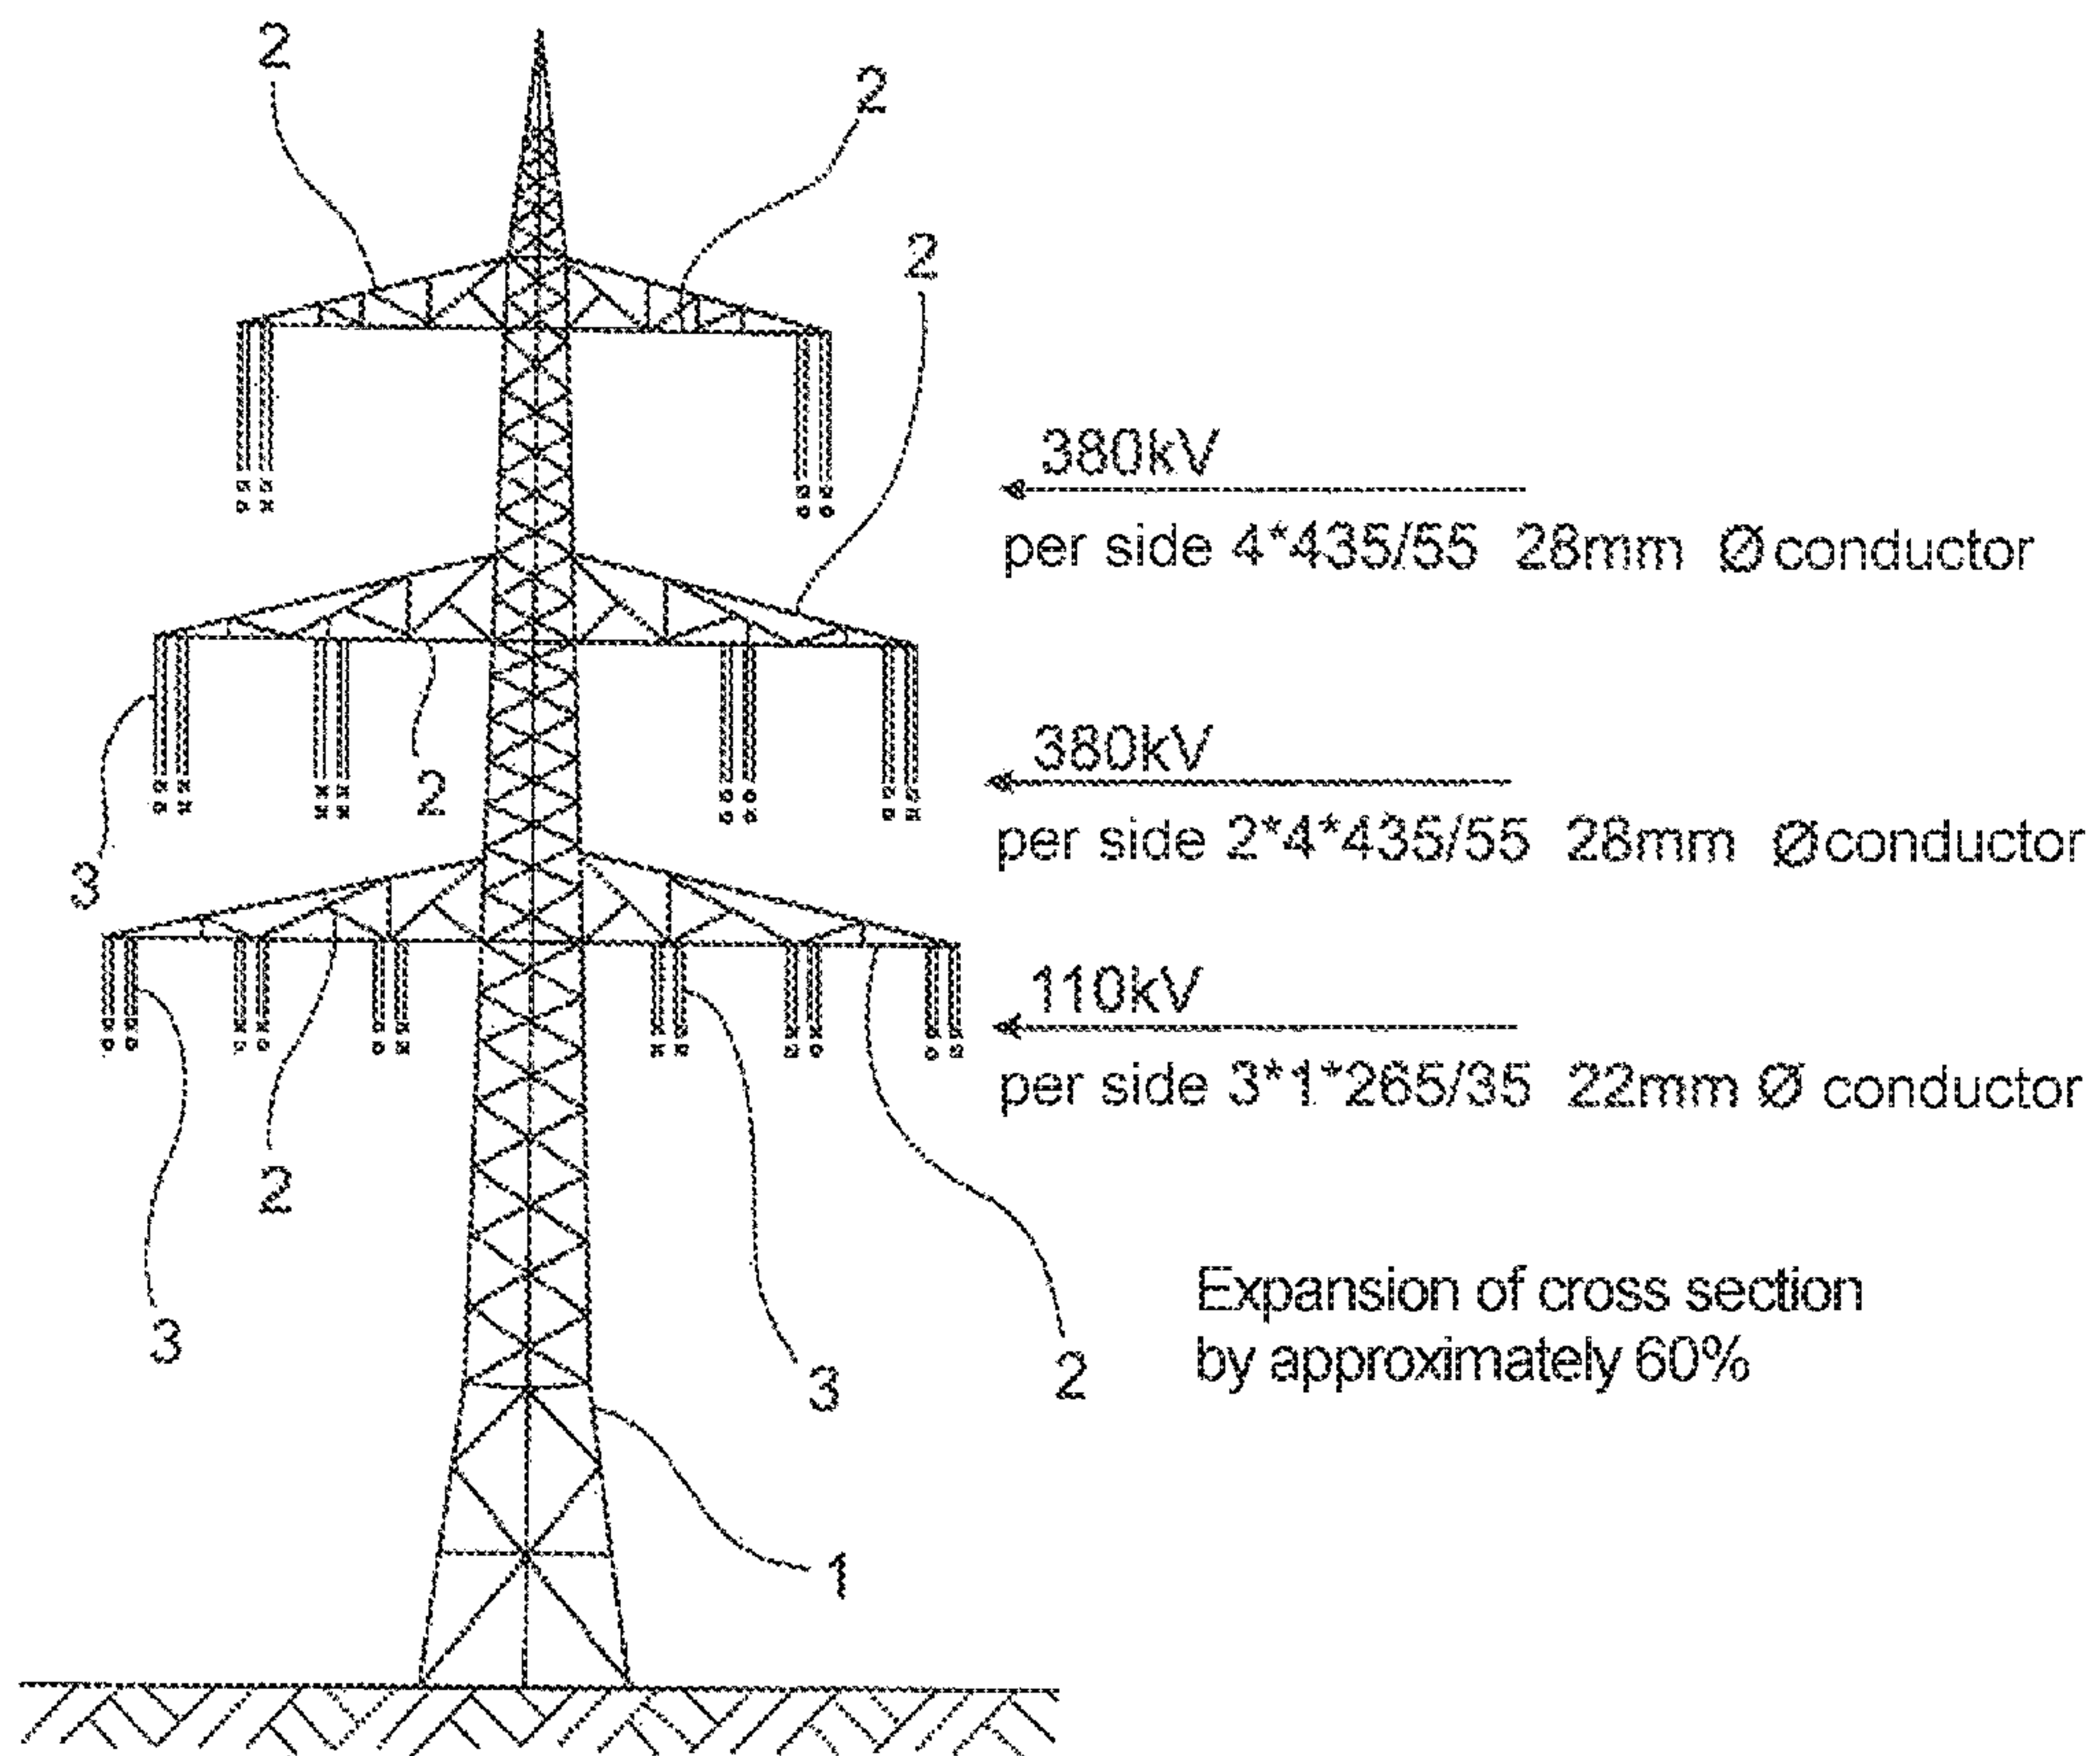 2
2
2
380kV
per side 4*435/55 28mm Ø conductor
380kV
2
per side 2*4*435/55 28mm Ø conductor
3
110kV
per side 3*1*265/35 22mm Ø conductor
2
Expansion of cross section
by approximately 60%
3
3
2
1